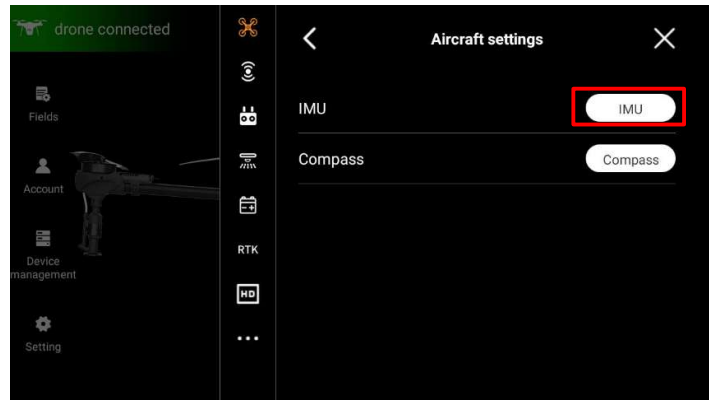 drone connected
Fields
Account
Device
management
Setting
RTK
HD
Aircraft settings
IMU IMU
Compass Compass